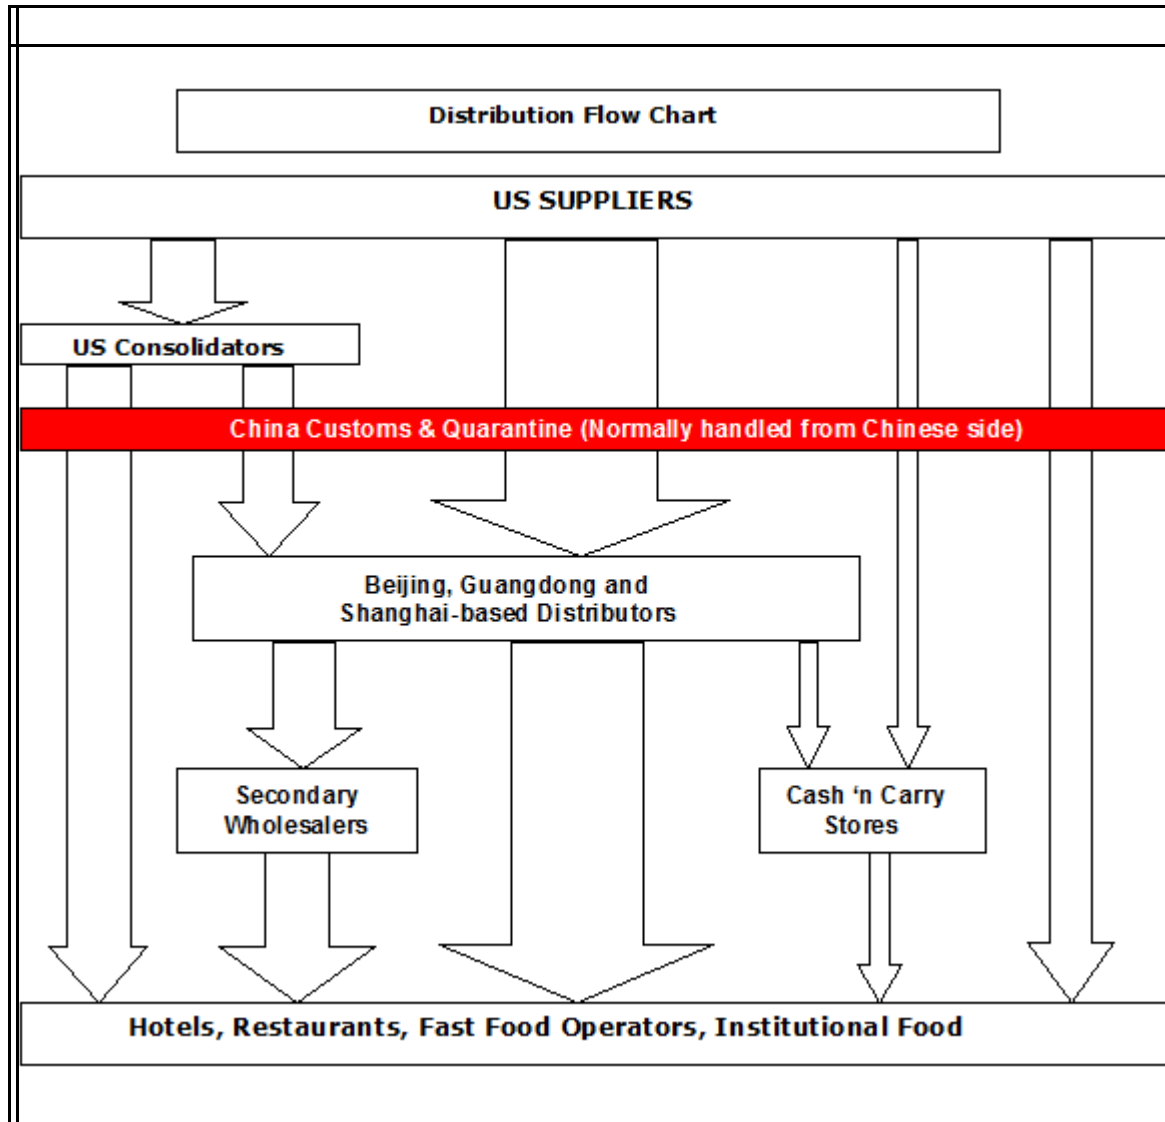 Distribution Flow Chart
US SUPPLIERS
US Consolidators
China Customs & Quarantine (Normally handled from Chinese side)
Beijing, Guangdong and
Shanghai-based Distributors
Secondary
Wholesalers
Cash ‘n Carry
Stores
Hotels, Restaurants, Fast Food Operators, Institutional Food